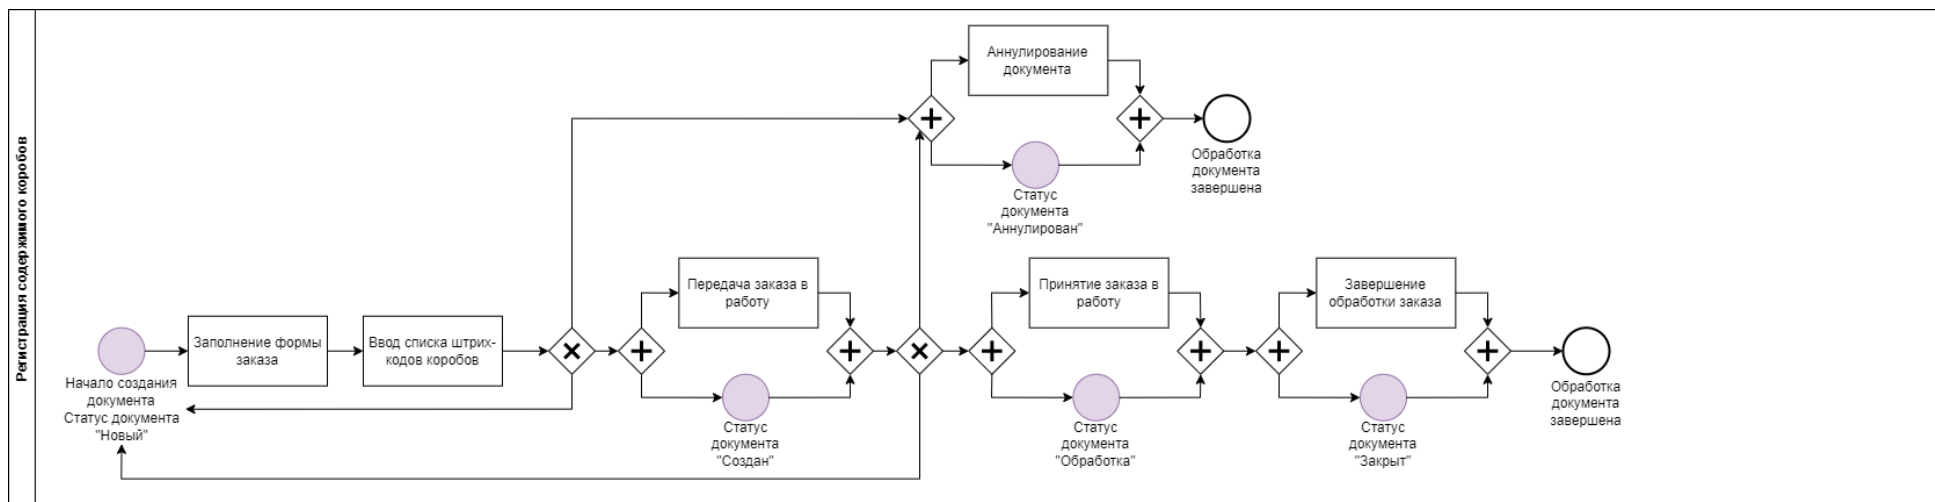 Регистрация содержимого коробов
Аннулирование
документа
Обработка
документа
завершена
Статус
документа
"Аннулирован"
Передача заказа в
работу
Принятие заказа в
работу
Завершение
обработки заказа
Заполнение формы
заказа
Ввод списка штрих-
кодов коробов
Начало создания
документа
Статус документа
"Новый"
Статус
документа
"Создан"
Статус
документа
"Обработка"
Статус
документа
"Закрыт"
Обработка
документа
завершена